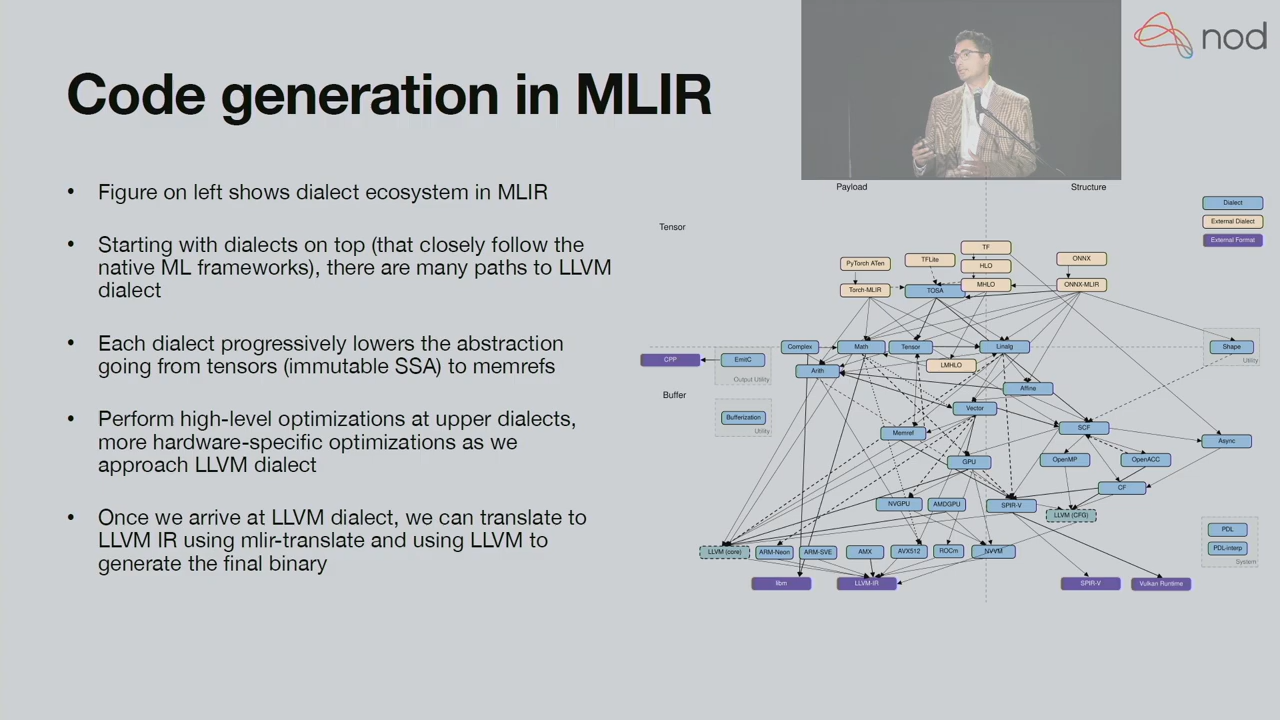 nod
Code generation in MLIR
• Figure on left shows dialect ecosystem in MLIR
• Starting with dialects on top (that closely follow the
native ML frameworks), there are many paths to LLVM
dialect
• Each dialect progressively lowers the abstraction
going from tensors (immutable SSA) to memrefs
• Perform high-level optimizations at upper dialects,
more hardware-specific optimizations as we
approach LLVM dialect
• Once we arrive at LLVM dialect, we can translate to
LLVM IR using mlir-translate and using LLVM to
generate the final binary
Payload
Structure
Dialect
External Dialect
External Format
Tensor
TF
PyTorch ATen
TFLite
HLO
ONNX
Torch-MLIR
TOSA
MHLO
ONNX-MLIR
Complex
Math
Tensor
Linalg
Shape
Utility
CPP
EmitC
Output Utility
LMHLO
Arith
Affine
Buffer
Bufferization
Utility
Vector
Memref
SCF
Async
GPU
OpenMP
OpenACC
CF
NVGPU
AMDGPU
SPIR-V
LLVM (CFG)
PDL
PDL-interp
System
LLVM (core)
ARM-Neon
ARM-SVE
AMX
AVX512
ROCm
NVVM
libm
LLVM-IR
SPIR-V
Vulkan Runtime